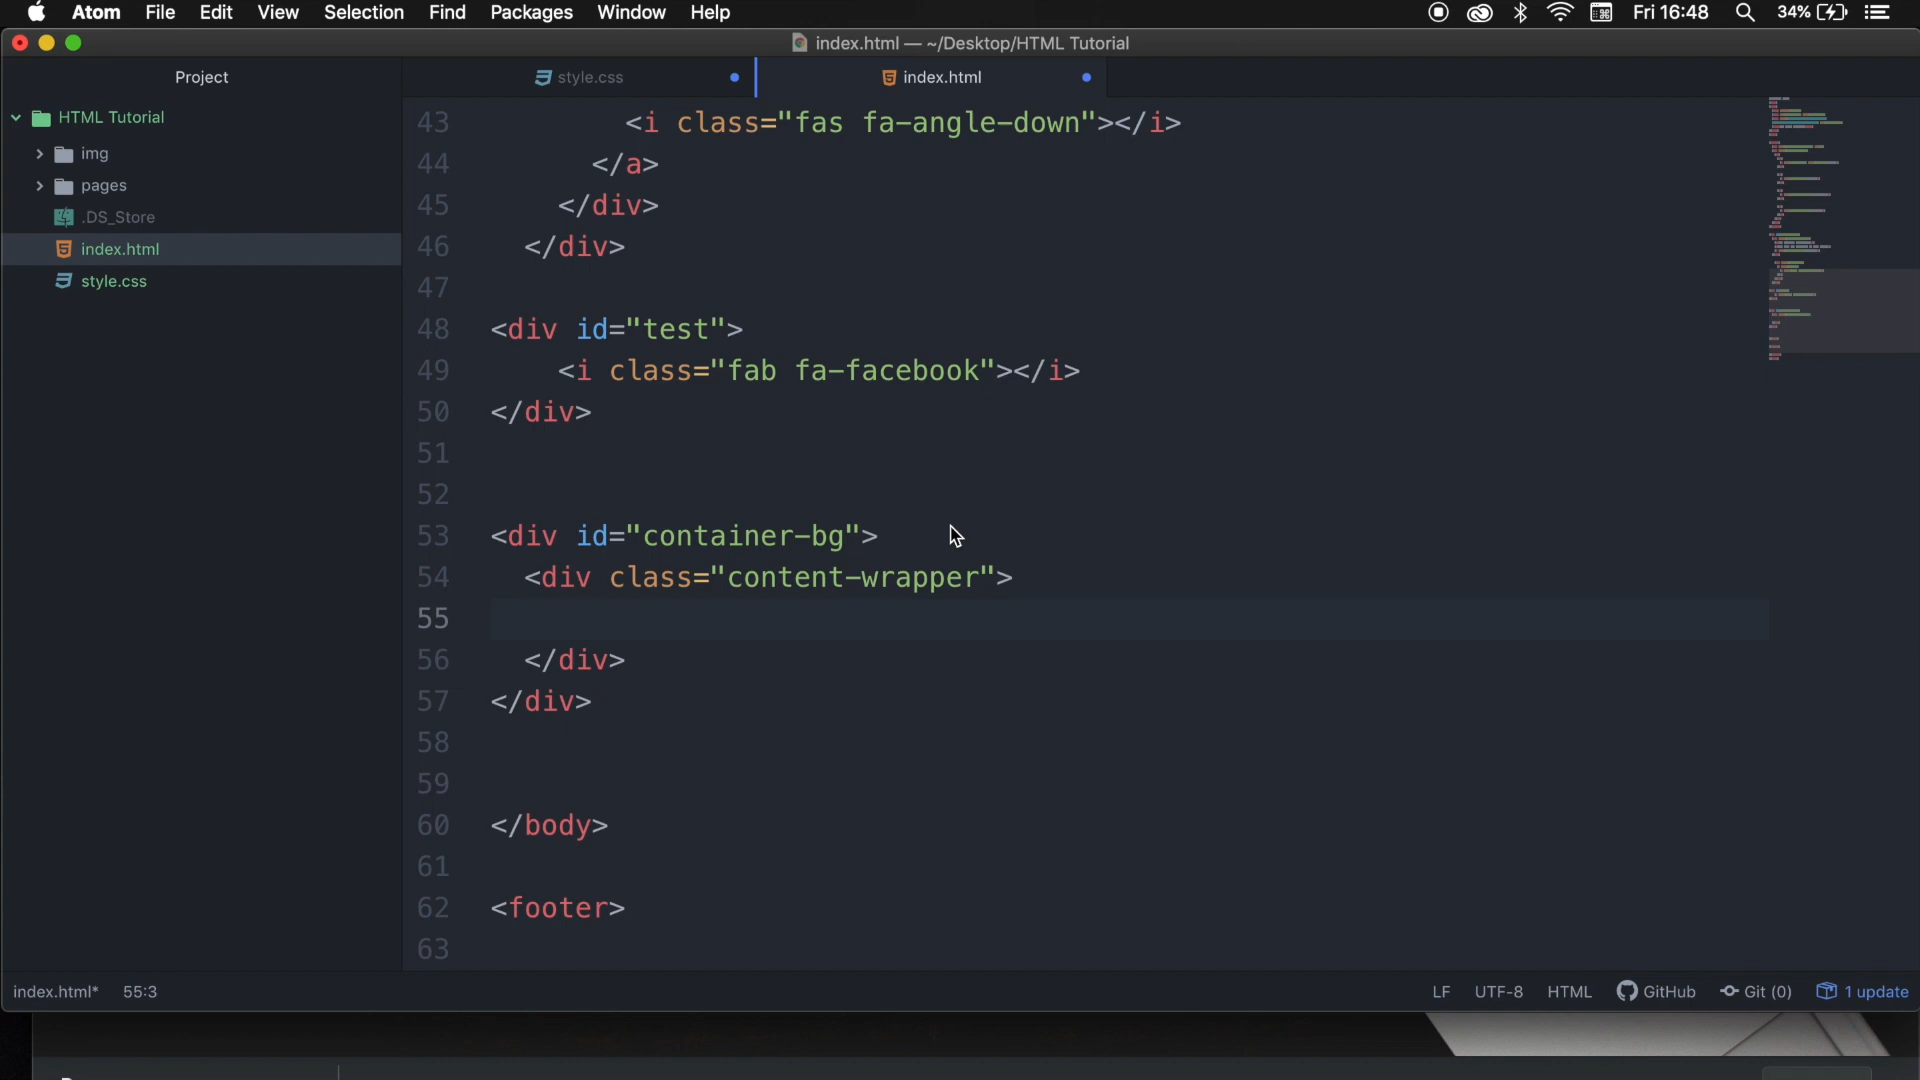 Atom File Edit View Selection Find Packages Window Help Fri 16:48 34%
index.html — ~/Desktop/HTML Tutorial
Project style.css index.html
HTML Tutorial
img
pages
.DS_Store
index.html
style.css
43 <i class="fas fa-angle-down"></i>
44 </a>
45 </div>
46 </div>
47
48 <div id="test">
49 <i class="fab fa-facebook"></i>
50 </div>
51
52
53 <div id="container-bg">
54 <div class="content-wrapper">
55
56 </div>
57 </div>
58
59
60 </body>
61
62 <footer>
63
index.html* 55:3 LF UTF-8 HTML GitHub Git (0) 1 update